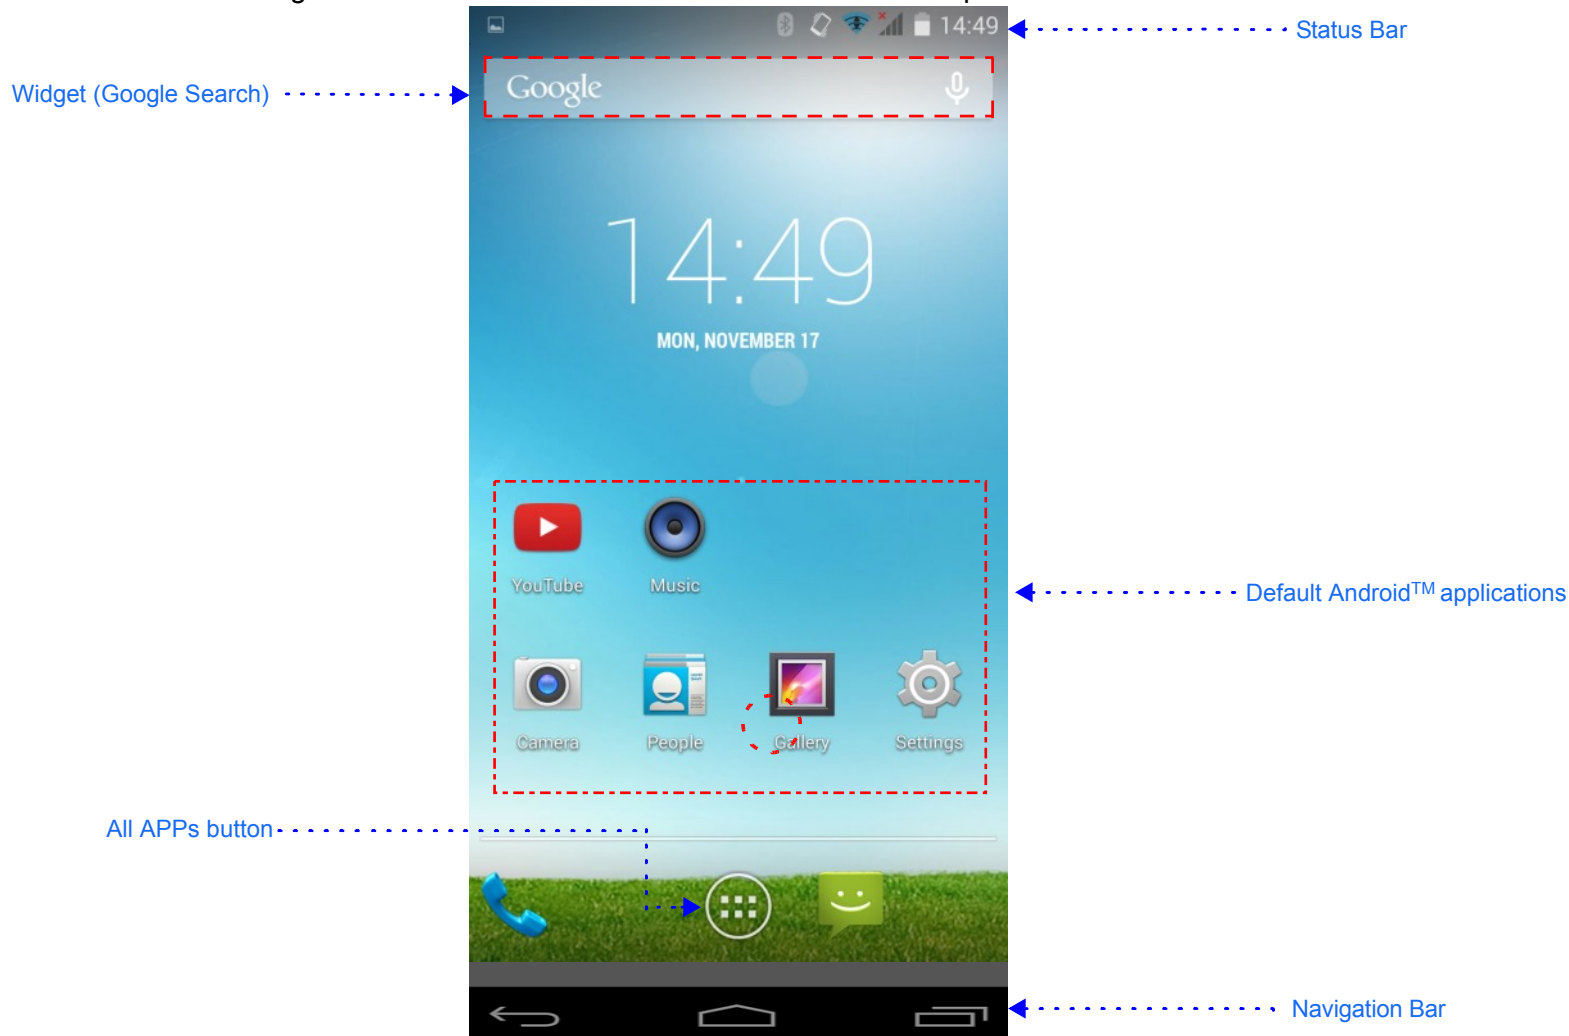 14:49
Status Bar
Widget (Google Search)
Google
14:49
MON, NOVEMBER 17
YouTube
Music
Default Android™ applications
Camera
People
Gallery
Settings
All APPs button
Navigation Bar